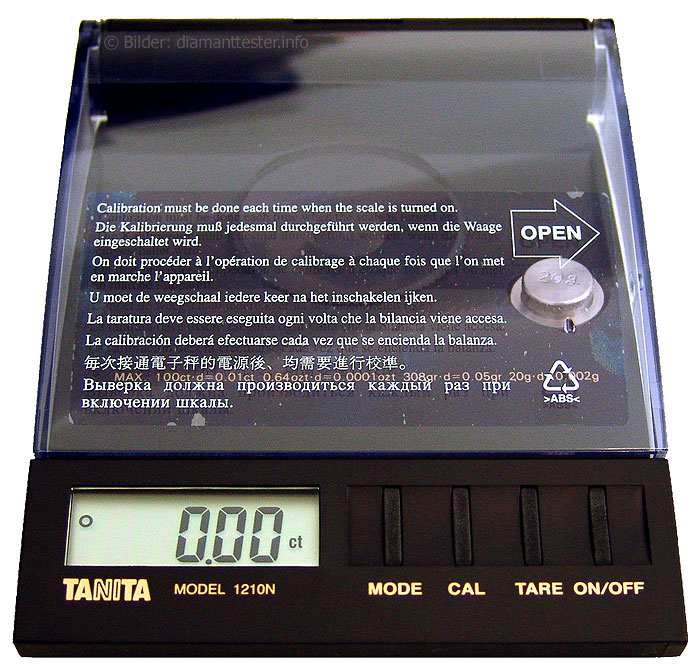 © Bilder: diamanttester.info
Calibration must be done each time when the scale is turned on.
Die Kalibrierung muß jedesmal durchgeführt werden, wenn die Waage
eingeschaltet wird.
OPEN
On doit procéder à l'opération de calibrage à chaque fois que l'on met
en marche l'appareil.
20g
U moet de weegschaal iedere keer na het inschakelen ijken.
La taratura deve essere eseguita ogni volta che la bilancia viene accesa.
La calibración deberá efectuarse cada vez que se encienda la balanza.
每次接通電子秤的電源後、均需要進行校準。
MAX 100ct·d=0.01ct 0.64ozt·d=0.0001ozt 308gr·d=0.05gr 20g·d=0.002g
Выверка должна производиться каждый раз при
включении шкалы.
>ABS<
0.00 ct
TANITA MODEL 1210N
MODE CAL TARE ON/OFF